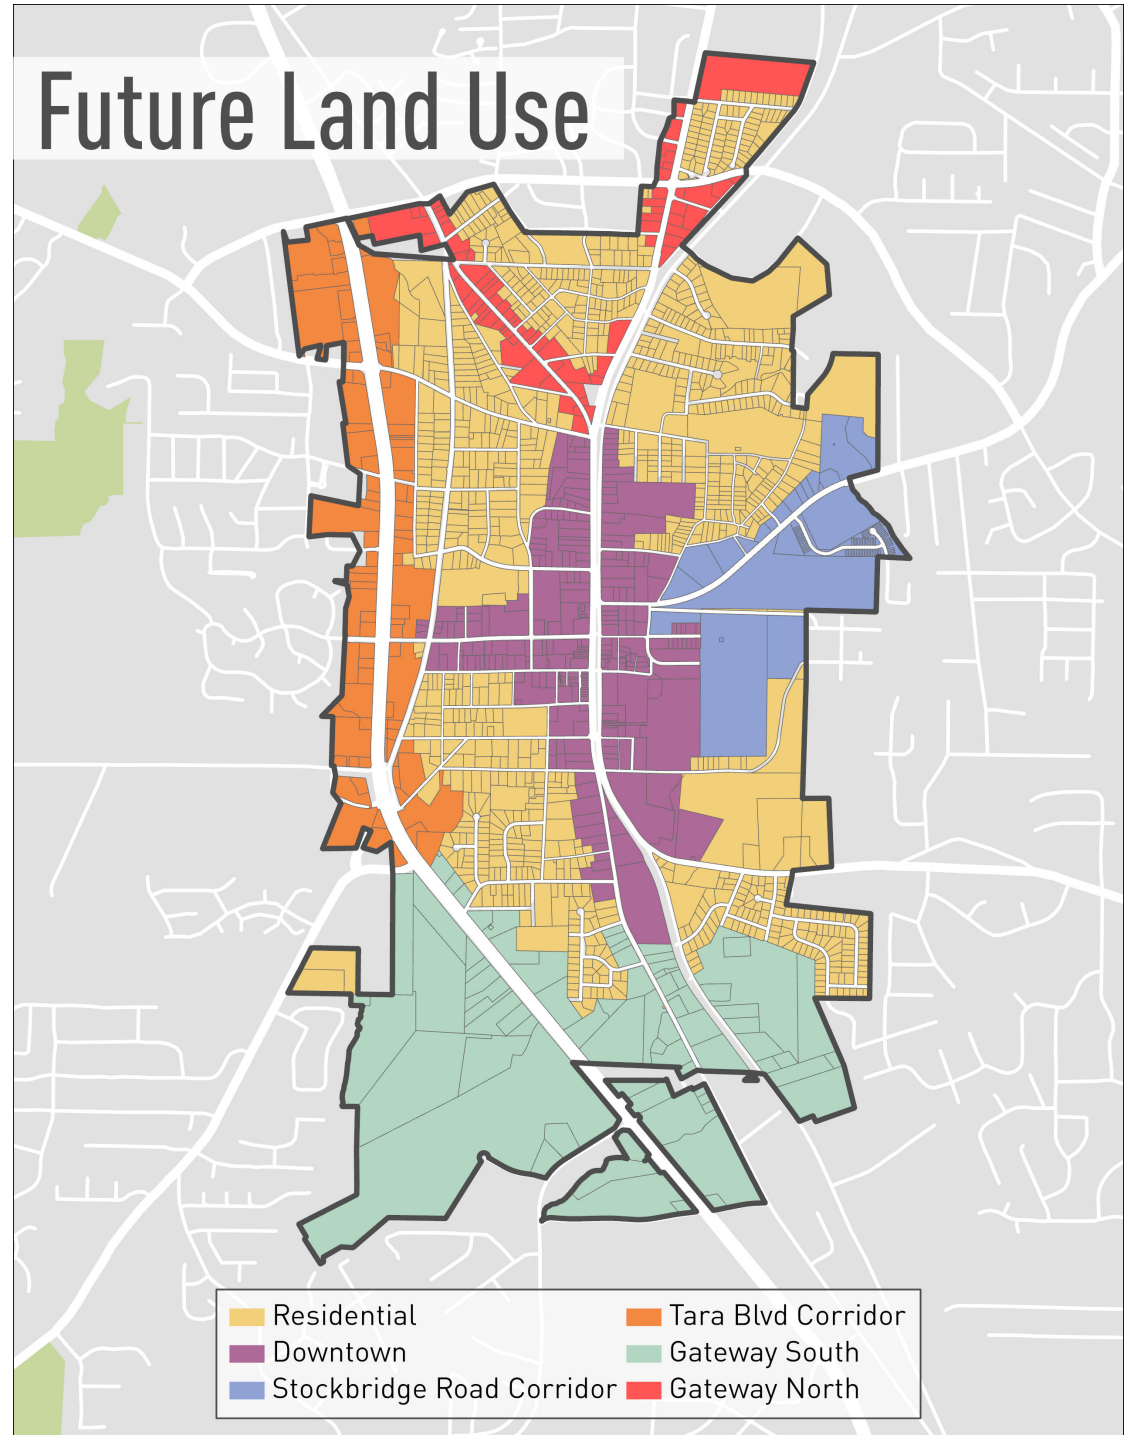 Future Land Use
Residential
Downtown
Stockbridge Road Corridor
Tara Blvd Corridor
Gateway South
Gateway North